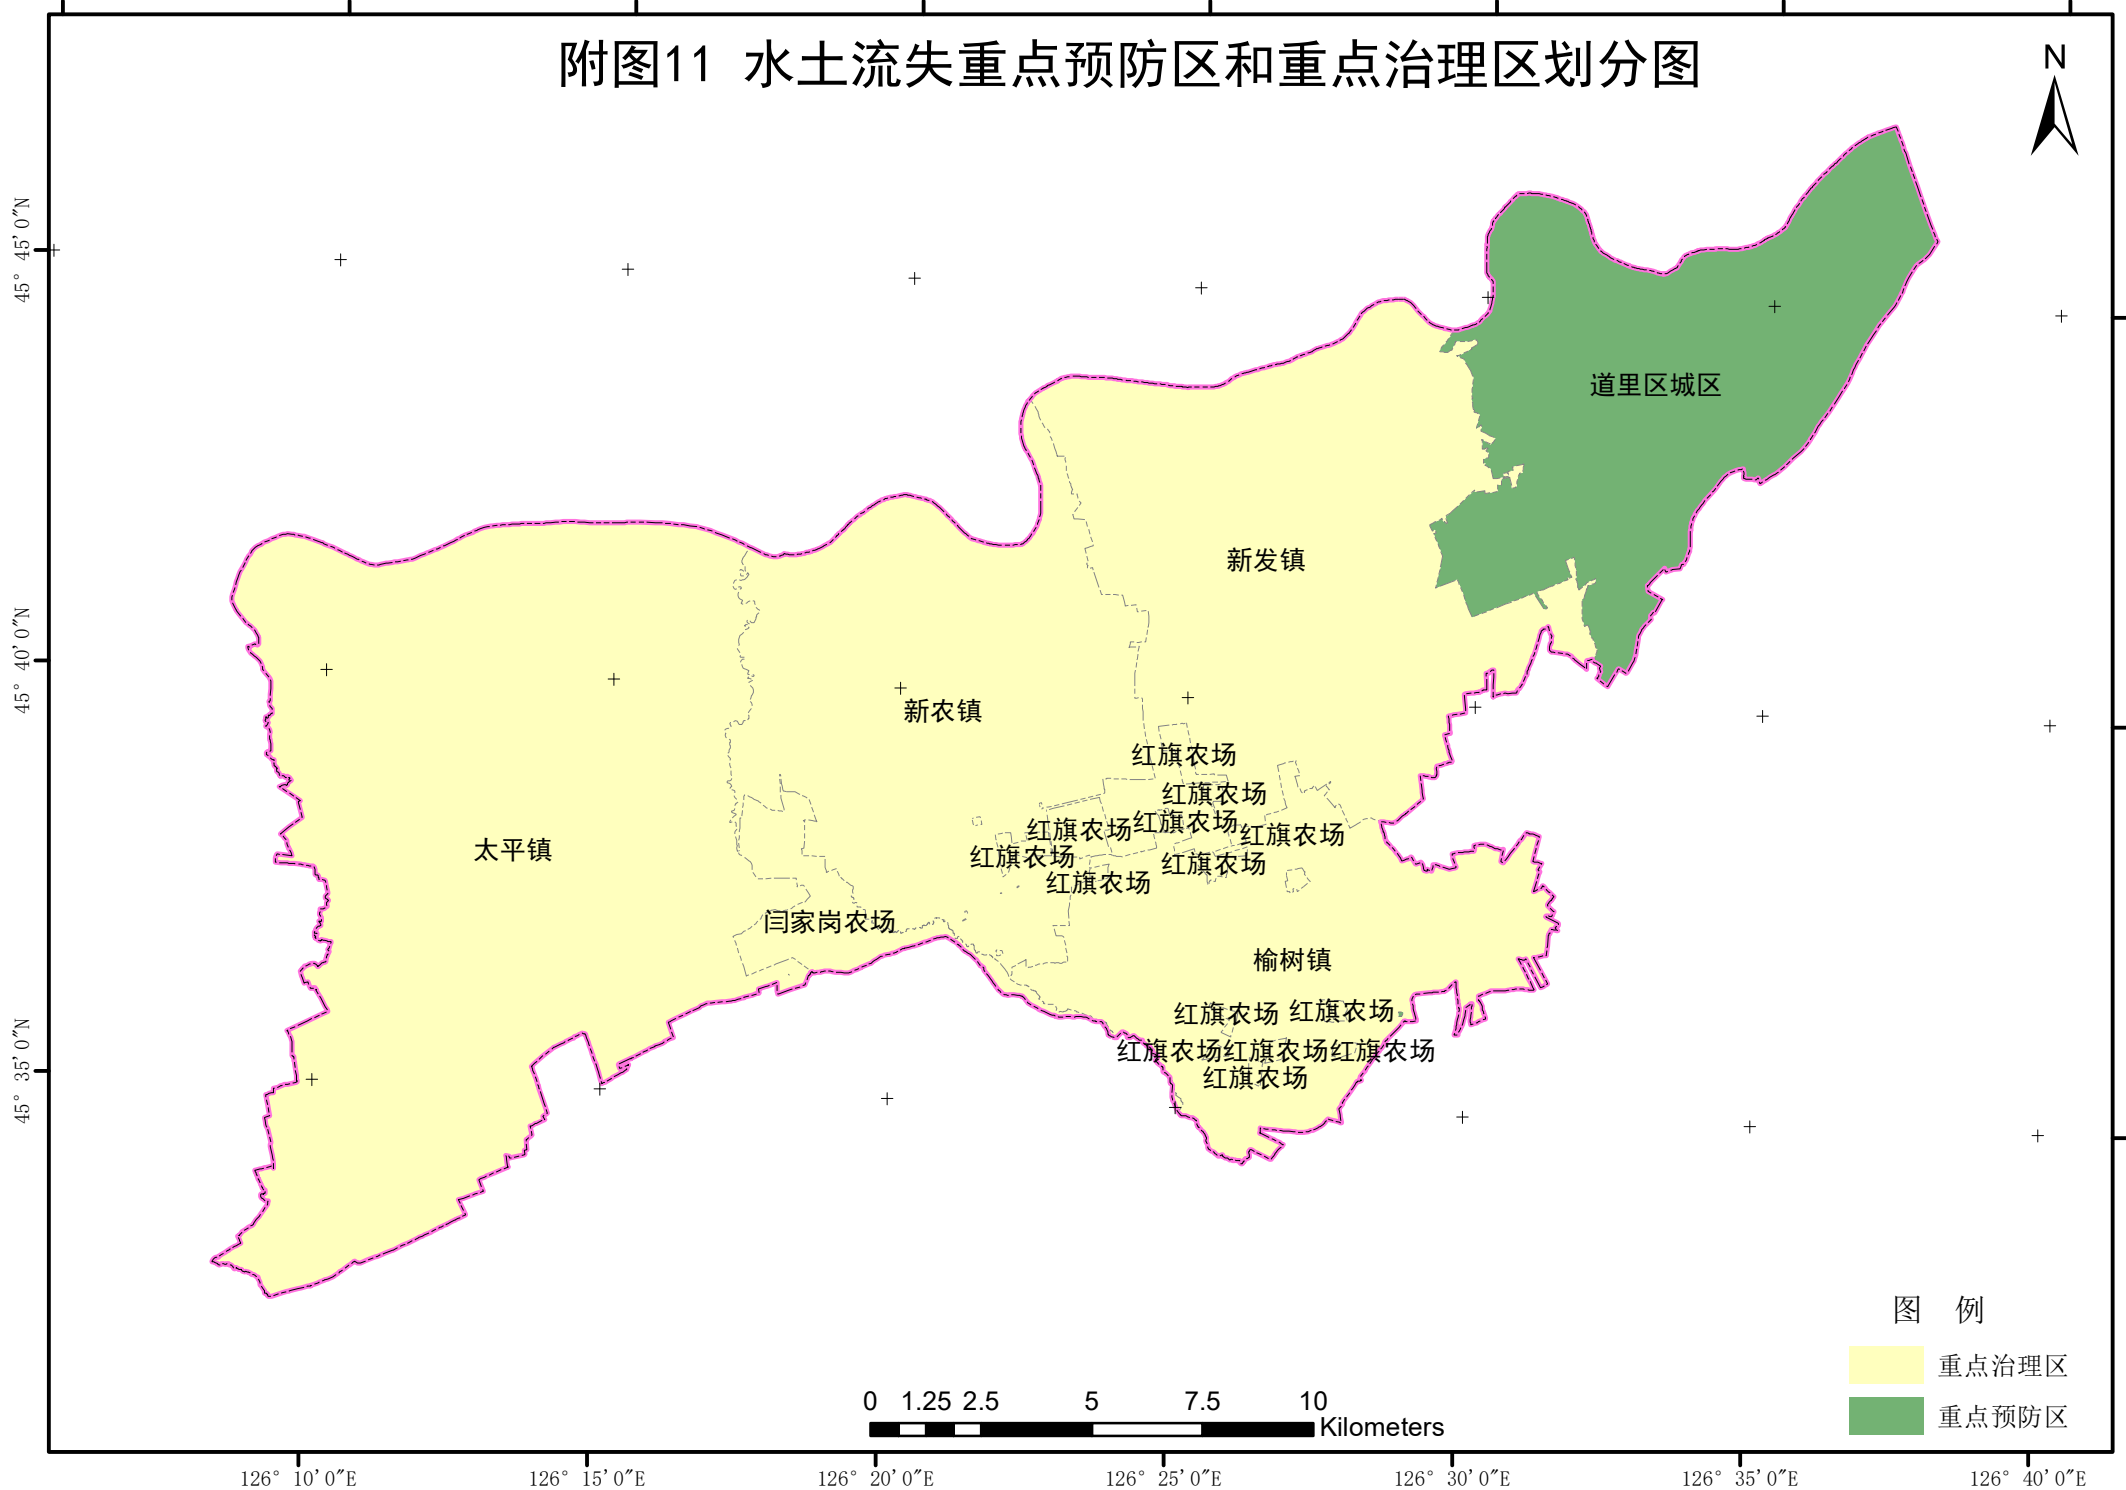 附图11 水土流失重点预防区和重点治理区划分图
N
45° 45′ 0″N
45° 40′ 0″N
45° 35′ 0″N
道里区城区
新发镇
新农镇
红旗农场
红旗农场
红旗农场
红旗农场
红旗农场
太平镇
红旗农场
红旗农场
红旗农场
闫家岗农场
榆树镇
红旗农场
红旗农场
红旗农场
红旗农场
红旗农场
红旗农场
图 例
重点治理区
重点预防区
0 1.25 2.5 5 7.5 10
Kilometers
126° 10′ 0″E 126° 15′ 0″E 126° 20′ 0″E 126° 25′ 0″E 126° 30′ 0″E 126° 35′ 0″E 126° 40′ 0″E